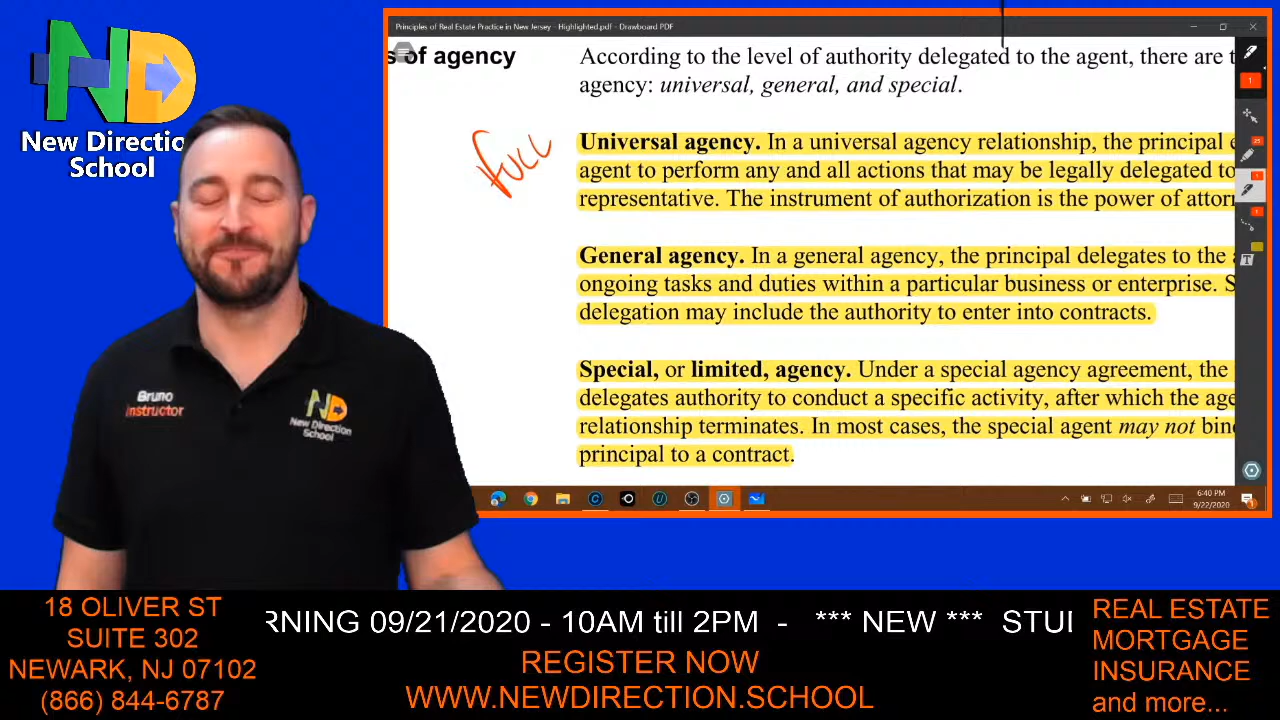 New Directio
School
Bruno
Instructor
ND
New Direction
School
Principles of Real Estate Practice in New Jersey - Highlighted.pdf - Drawboard PDF
s of agency
According to the level of authority delegated to the agent, there are t
agency: universal, general, and special.
FULL
Universal agency. In a universal agency relationship, the principal e
agent to perform any and all actions that may be legally delegated to
representative. The instrument of authorization is the power of attorn
General agency. In a general agency, the principal delegates to the a
ongoing tasks and duties within a particular business or enterprise. S
delegation may include the authority to enter into contracts.
Special, or limited, agency. Under a special agency agreement, the
delegates authority to conduct a specific activity, after which the age
relationship terminates. In most cases, the special agent may not bind
principal to a contract.
6:40 PM
9/22/2020
18 OLIVER ST
SUITE 302
NEWARK, NJ 07102
(866) 844-6787
RNING 09/21/2020 - 10AM till 2PM - *** NEW *** STUD
REGISTER NOW
WWW.NEWDIRECTION.SCHOOL
REAL ESTATE
MORTGAGE
INSURANCE
and more...